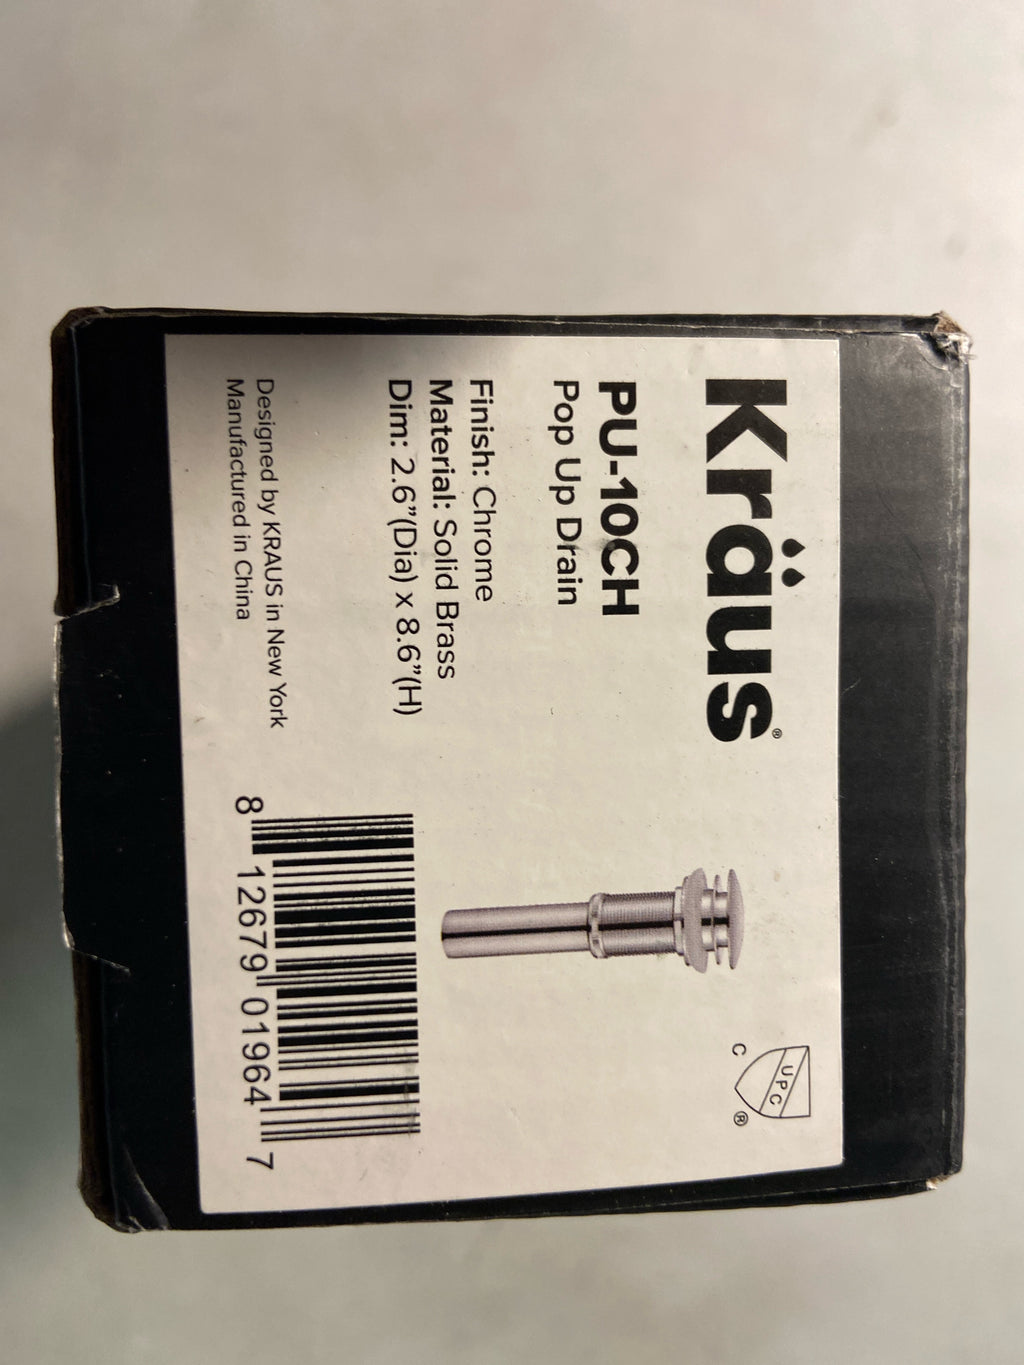 Kräus®
PU-10CH
Pop Up Drain
Finish: Chrome
Material: Solid Brass
Dim: 2.6”(Dia) x 8.6”(H)
Designed by KRAUS in New York
Manufactured in China
UPC
C ®
8 12679 01964 7